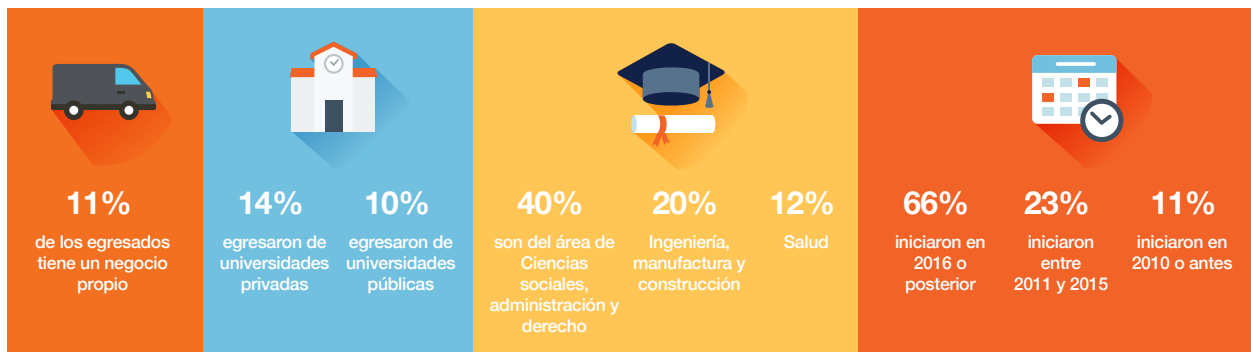 11%
de los egresados
tiene un negocio
propio
14%
egresaron de
universidades
privadas
10%
egresaron de
universidades
públicas
40%
son del área de
Ciencias
sociales,
administración y
derecho
20%
Ingeniería,
manufactura y
construcción
12%
Salud
66%
iniciaron en
2016 o
posterior
23%
iniciaron
entre
2011 y 2015
11%
iniciaron en
2010 o antes